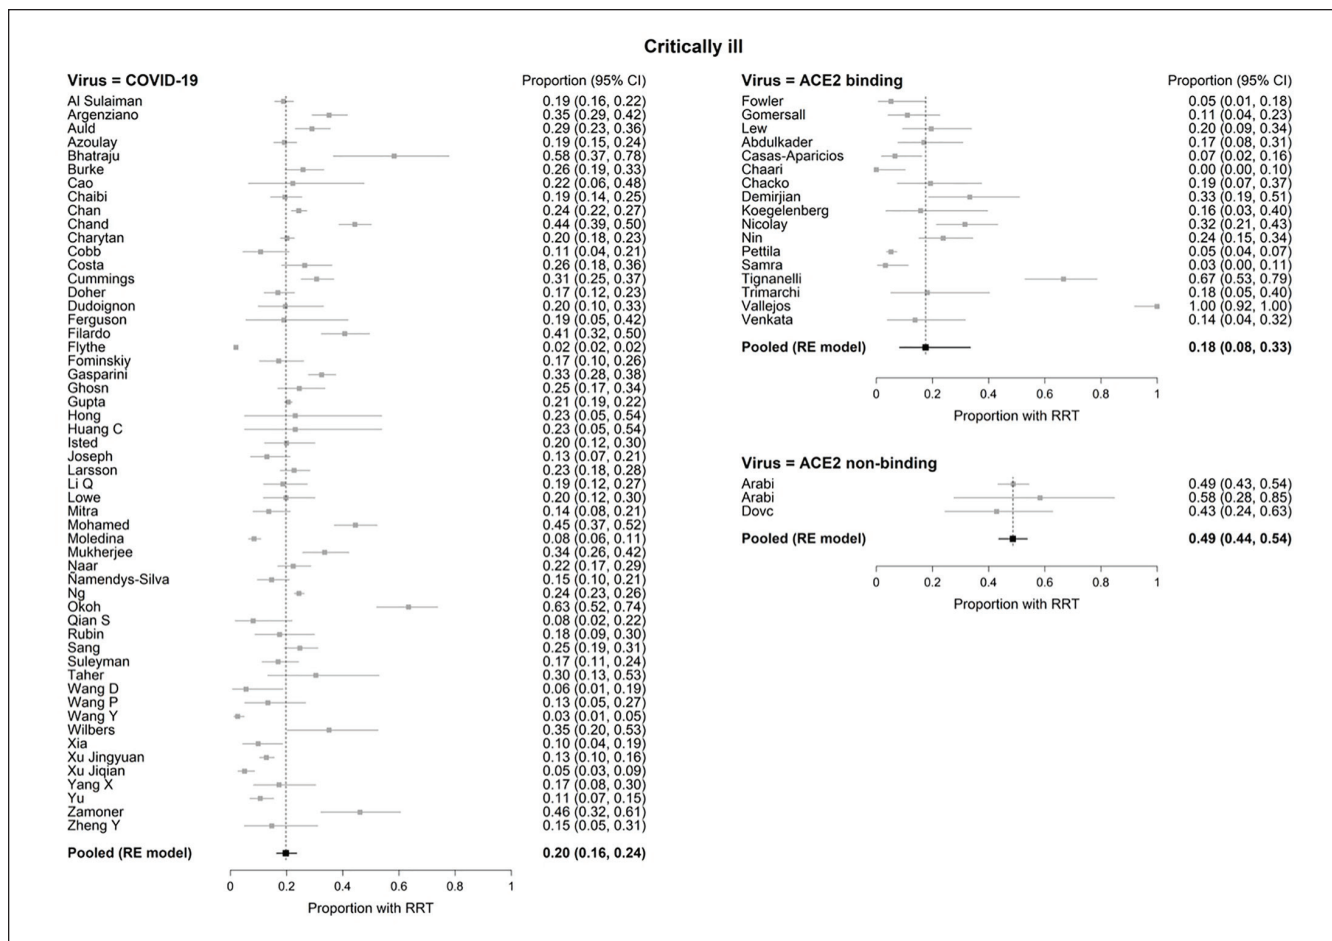 Critically ill
Virus = COVID-19 Proportion (95% CI)
Al Sulaiman 0.19 (0.16, 0.22)
Argenziano 0.35 (0.29, 0.42)
Auld 0.29 (0.23, 0.36)
Azoulay 0.19 (0.15, 0.24)
Bhatraju 0.58 (0.37, 0.78)
Burke 0.26 (0.19, 0.33)
Cao 0.22 (0.06, 0.48)
Chaibi 0.19 (0.14, 0.25)
Chan 0.24 (0.22, 0.27)
Chand 0.44 (0.39, 0.50)
Charytan 0.20 (0.18, 0.23)
Cobb 0.11 (0.04, 0.21)
Costa 0.26 (0.18, 0.36)
Cummings 0.31 (0.25, 0.37)
Doher 0.17 (0.12, 0.23)
Dudoignon 0.20 (0.10, 0.33)
Ferguson 0.19 (0.05, 0.42)
Filardo 0.41 (0.32, 0.50)
Flythe 0.02 (0.02, 0.02)
Fominskiy 0.17 (0.10, 0.26)
Gasparini 0.33 (0.28, 0.38)
Ghosn 0.25 (0.17, 0.34)
Gupta 0.21 (0.19, 0.22)
Hong 0.23 (0.05, 0.54)
Huang C 0.23 (0.05, 0.54)
Isted 0.20 (0.12, 0.30)
Joseph 0.13 (0.07, 0.21)
Larsson 0.23 (0.18, 0.28)
Li Q 0.19 (0.12, 0.27)
Lowe 0.20 (0.12, 0.30)
Mitra 0.14 (0.08, 0.21)
Mohamed 0.45 (0.37, 0.52)
Moledina 0.08 (0.06, 0.11)
Mukherjee 0.34 (0.26, 0.42)
Naar 0.22 (0.17, 0.29)
Ñamendys-Silva 0.15 (0.10, 0.21)
Ng 0.24 (0.23, 0.26)
Okoh 0.63 (0.52, 0.74)
Qian S 0.08 (0.02, 0.22)
Rubin 0.18 (0.09, 0.30)
Sang 0.25 (0.19, 0.31)
Suleyman 0.17 (0.11, 0.24)
Taher 0.30 (0.13, 0.53)
Wang D 0.06 (0.01, 0.19)
Wang P 0.13 (0.05, 0.27)
Wang Y 0.03 (0.01, 0.05)
Wilbers 0.35 (0.20, 0.53)
Xia 0.10 (0.04, 0.19)
Xu Jingyuan 0.13 (0.10, 0.16)
Xu Jiqian 0.05 (0.03, 0.09)
Yang X 0.17 (0.08, 0.30)
Yu 0.11 (0.07, 0.15)
Zamoner 0.46 (0.32, 0.61)
Zheng Y 0.15 (0.05, 0.31)
Pooled (RE model) 0.20 (0.16, 0.24)
0 0.2 0.4 0.6 0.8 1
Proportion with RRT
Virus = ACE2 binding Proportion (95% CI)
Fowler 0.05 (0.01, 0.18)
Gomersall 0.11 (0.04, 0.23)
Lew 0.20 (0.09, 0.34)
Abdulkader 0.17 (0.08, 0.31)
Casas-Aparicios 0.07 (0.02, 0.16)
Chaari 0.00 (0.00, 0.10)
Chacko 0.19 (0.07, 0.37)
Demirjian 0.33 (0.19, 0.51)
Koegelenberg 0.16 (0.03, 0.40)
Nicolay 0.32 (0.21, 0.43)
Nin 0.24 (0.15, 0.34)
Pettila 0.05 (0.04, 0.07)
Samra 0.03 (0.00, 0.11)
Tignanelli 0.67 (0.53, 0.79)
Trimarchi 0.18 (0.05, 0.40)
Vallejos 1.00 (0.92, 1.00)
Venkata 0.14 (0.04, 0.32)
Pooled (RE model) 0.18 (0.08, 0.33)
0 0.2 0.4 0.6 0.8 1
Proportion with RRT
Virus = ACE2 non-binding
Arabi 0.49 (0.43, 0.54)
Arabi 0.58 (0.28, 0.85)
Dovc 0.43 (0.24, 0.63)
Pooled (RE model) 0.49 (0.44, 0.54)
0 0.2 0.4 0.6 0.8 1
Proportion with RRT